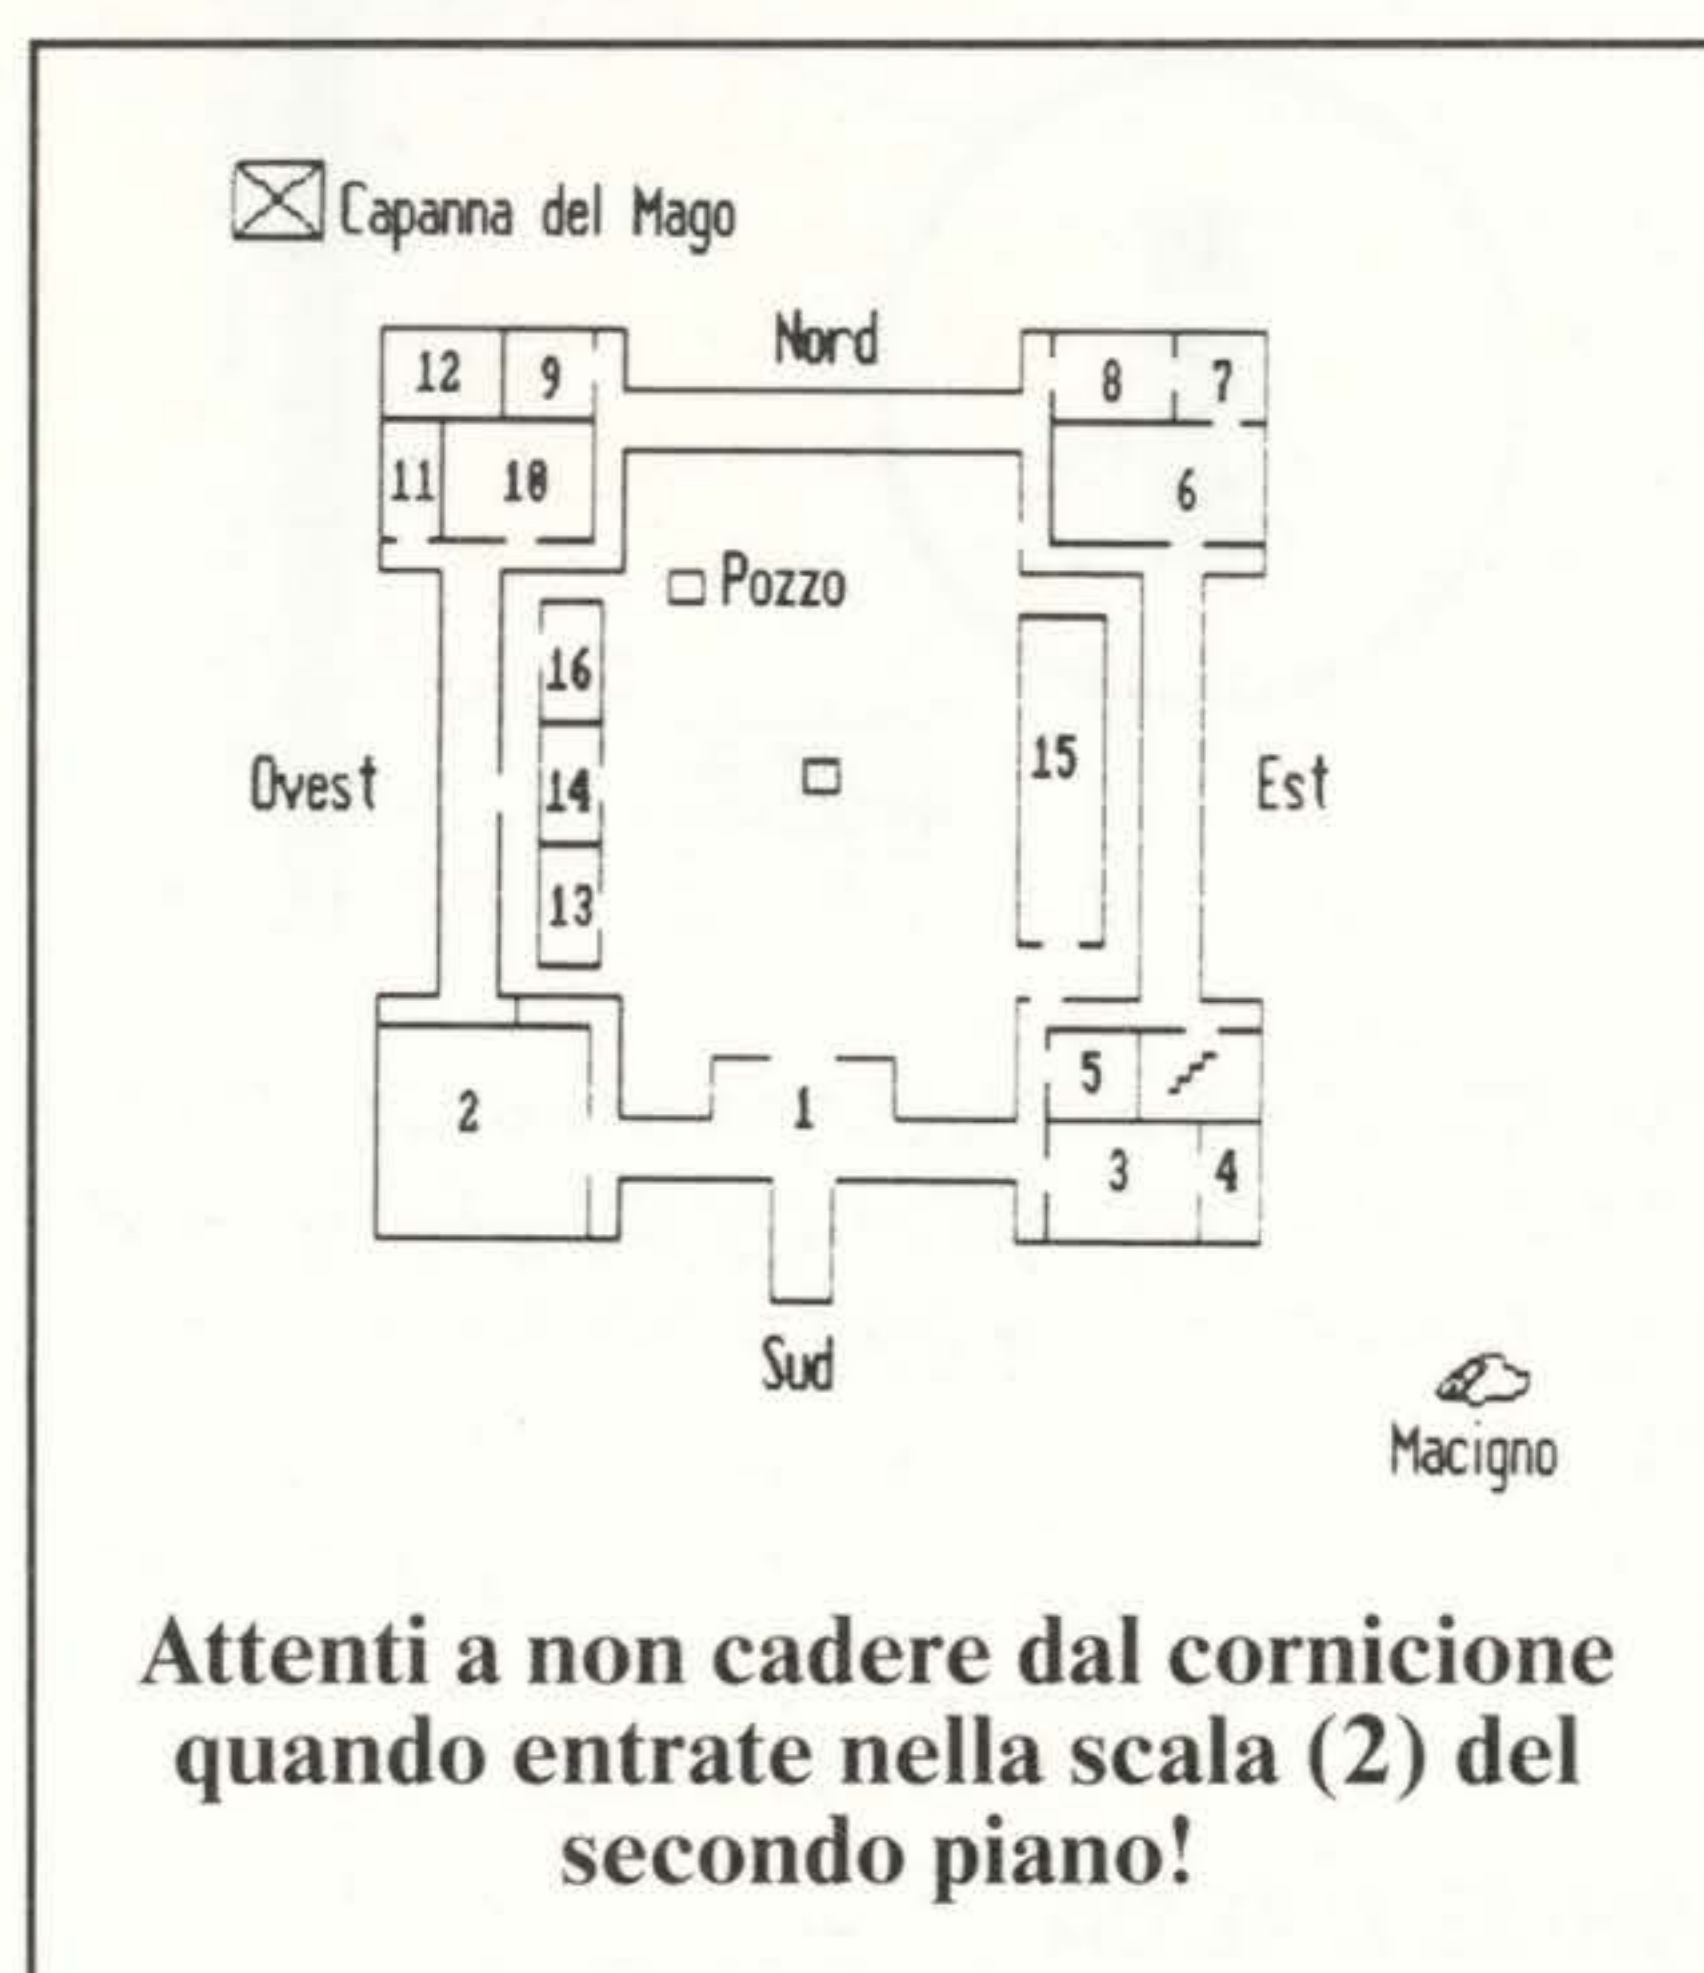 Capanna del Mago
Nord
12 9 8 7
11 10 6
Pozzo
16
Ovest 14 15 Est
13
5
2 1
3 4
Sud
Macigno
Attenti a non cadere dal cornicione
quando entrate nella scala (2) del
secondo piano!